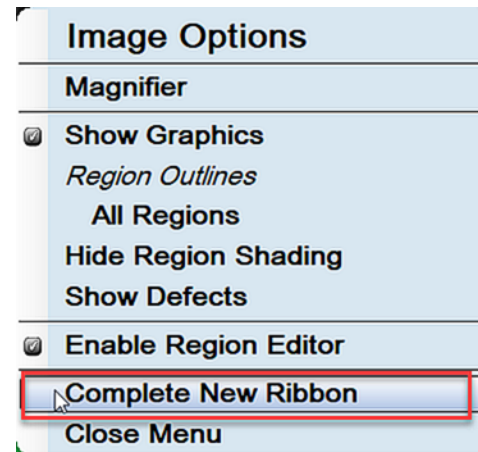 Image Options
Magnifier
Show Graphics
Region Outlines
All Regions
Hide Region Shading
Show Defects
Enable Region Editor
Complete New Ribbon
Close Menu